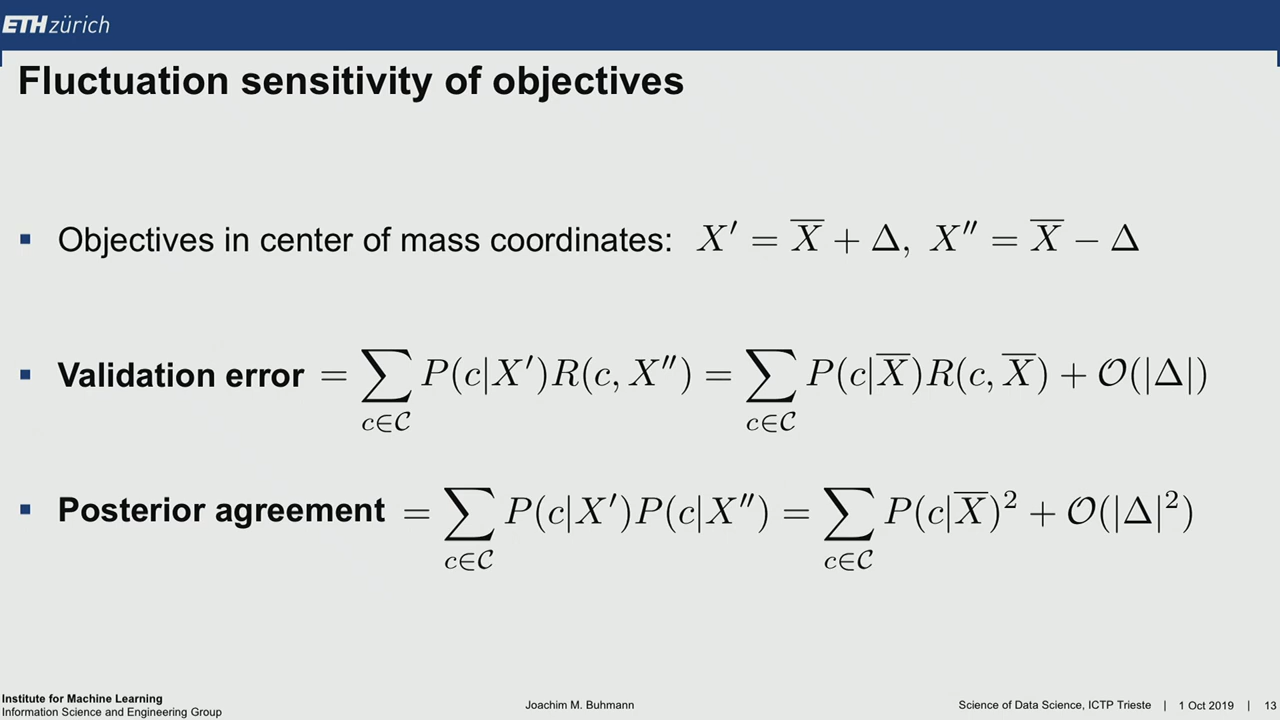 ETH zürich
Fluctuation sensitivity of objectives
▪ Objectives in center of mass coordinates: X′ = X̅ + Δ, X″ = X̅ − Δ
▪ Validation error = ∑_{c∈𝒞} P(c|X′)R(c, X″) = ∑_{c∈𝒞} P(c|X̅)R(c, X̅) + 𝒪(|Δ|)
▪ Posterior agreement = ∑_{c∈𝒞} P(c|X′)P(c|X″) = ∑_{c∈𝒞} P(c|X̅)² + 𝒪(|Δ|²)
Institute for Machine Learning
Information Science and Engineering Group
Joachim M. Buhmann
Science of Data Science, ICTP Trieste | 1 Oct 2019 | 13